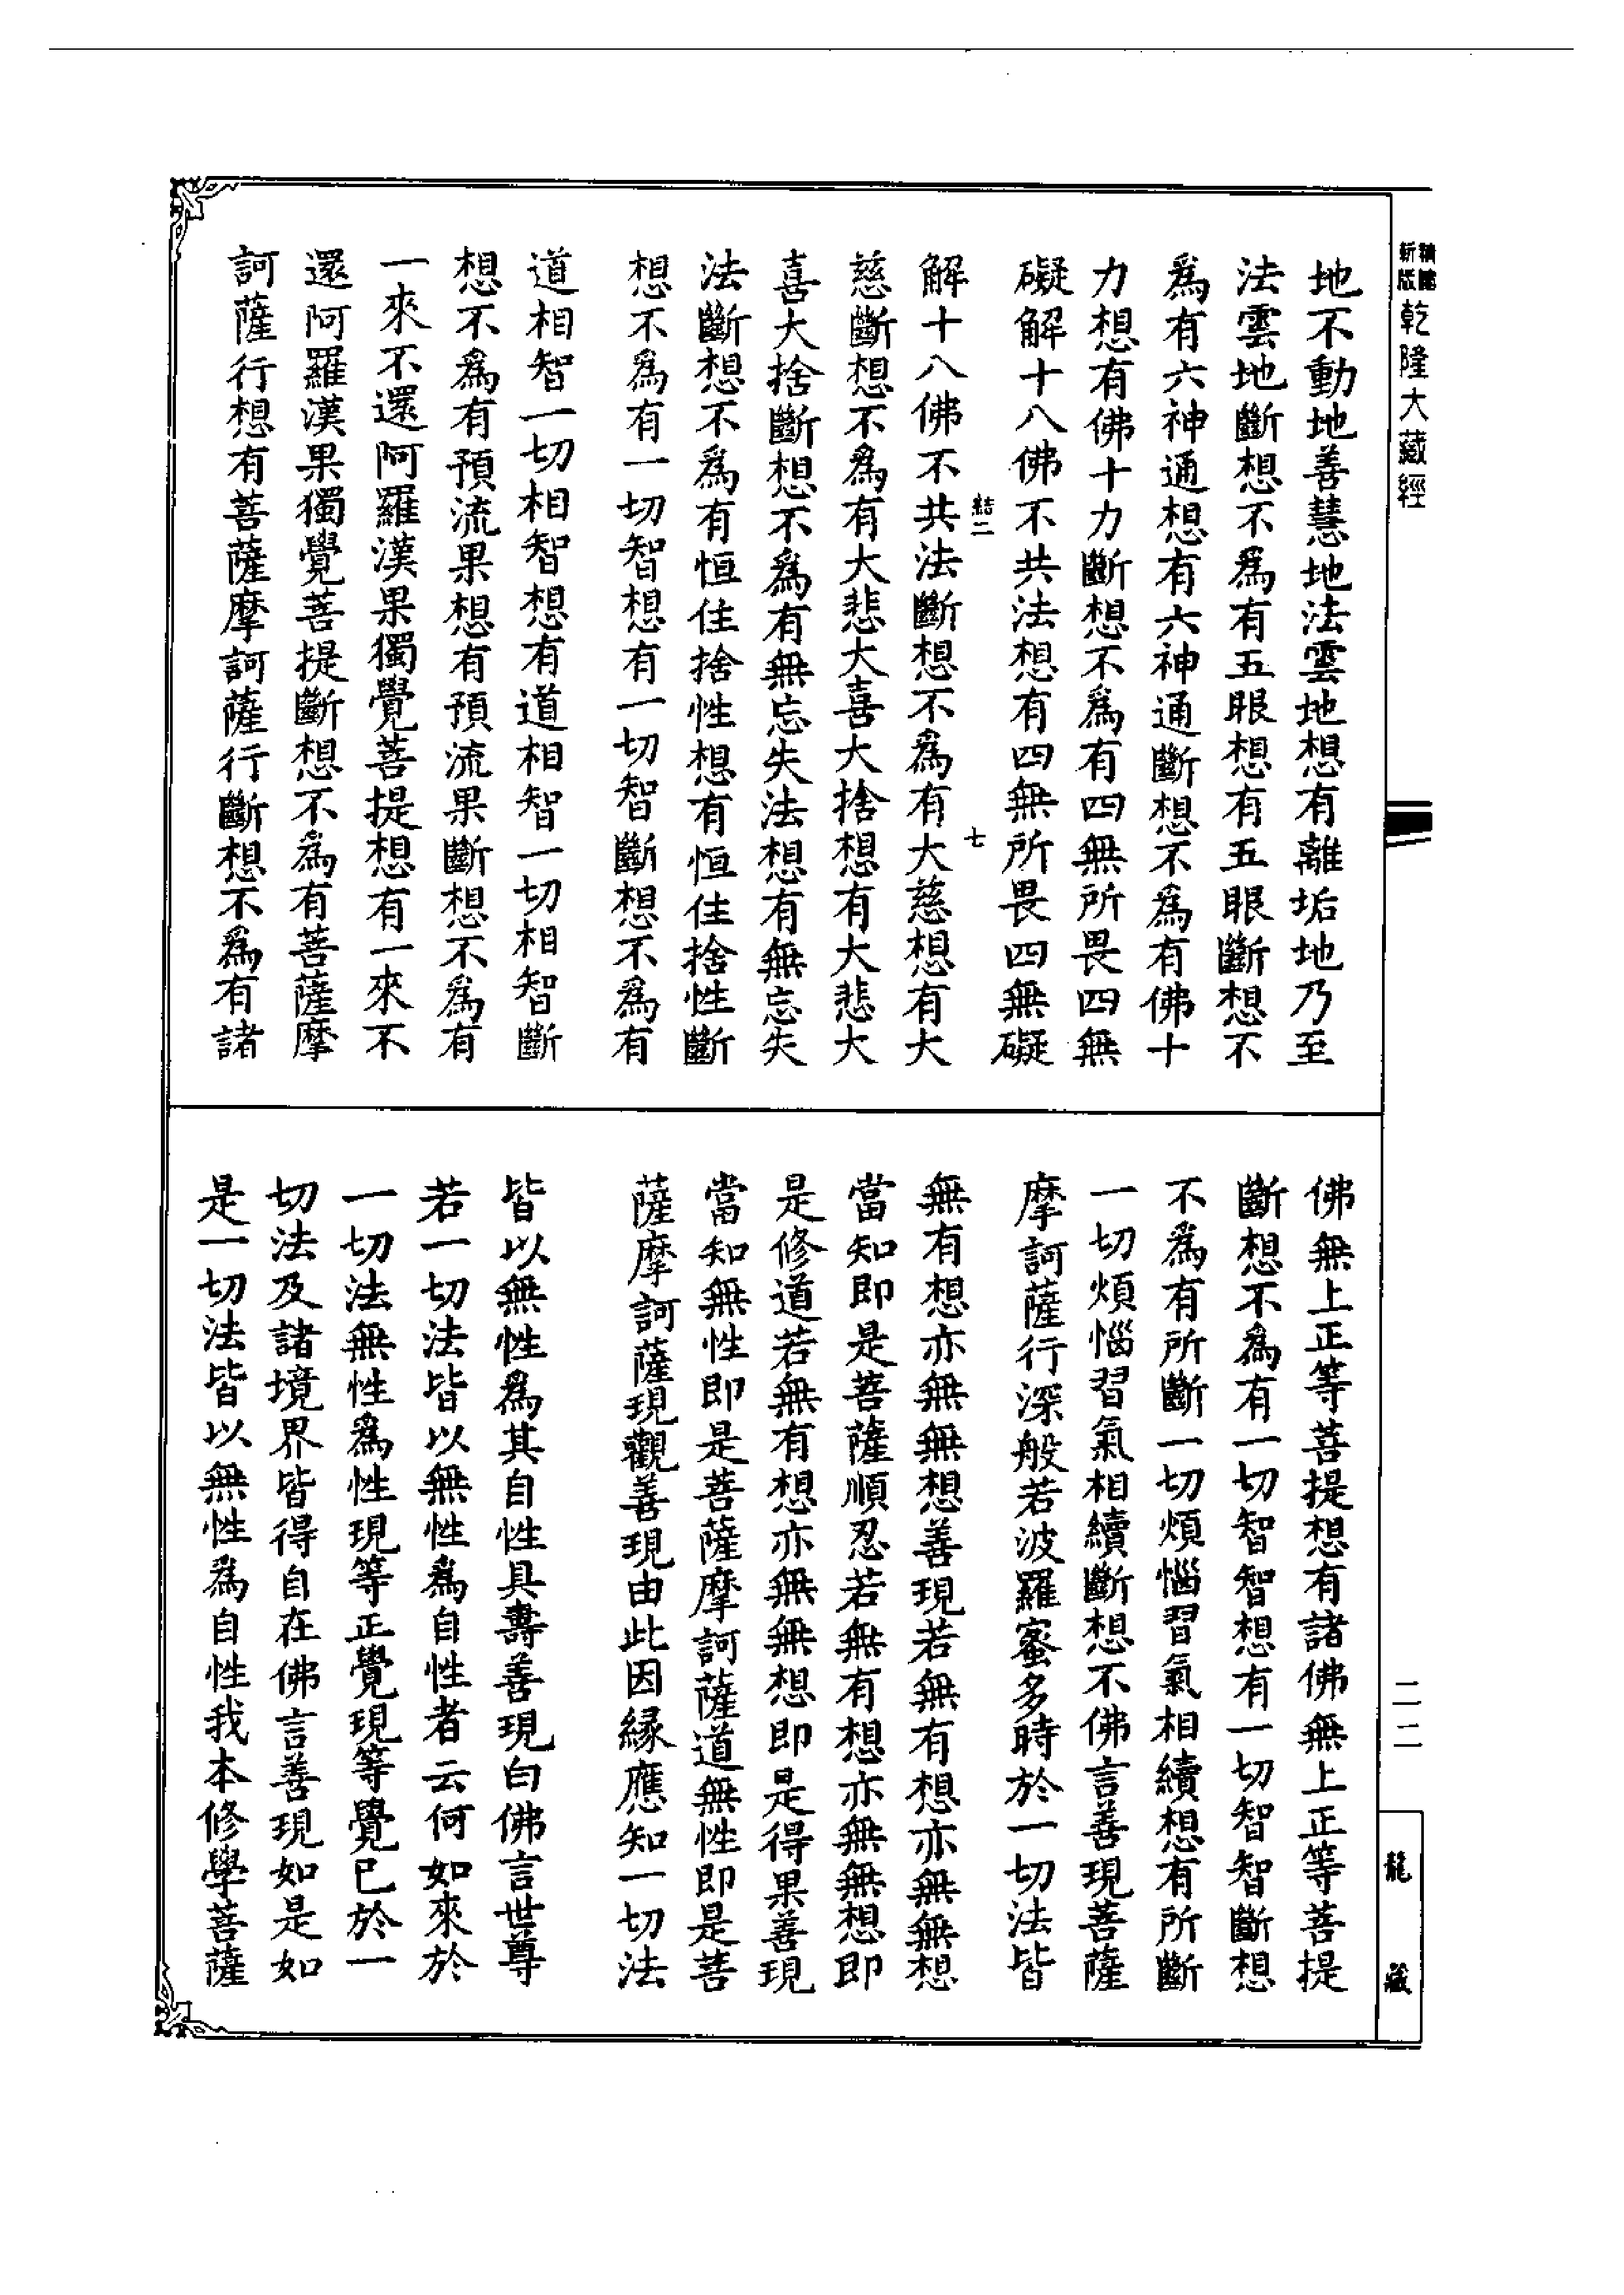 精縮新版乾隆大藏經
地不動地善慧地法雲地想有離垢地乃至
法雲地斷想不爲有五眼想有五眼斷想不
爲有六神通想有六神通斷想不爲有佛十
力想有佛十力斷想不爲有四無所畏四無
礙解十八佛不共法想有四無所畏四無礙
結二 七
解十八佛不共法斷想不爲有大慈想有大
慈斷想不爲有大悲大喜大捨想有大悲大
喜大捨斷想不爲有無忘失法想有無忘失
法斷想不爲有恒住捨性想有恒住捨性斷
想不爲有一切智想有一切智斷想不爲有
道相智一切相智想有道相智一切相智斷
想不爲有預流果想有預流果斷想不爲有
一來不還阿羅漢果獨覺菩提想有一來不
還阿羅漢果獨覺菩提斷想不爲有菩薩摩
訶薩行想有菩薩摩訶薩行斷想不爲有諸
佛無上正等菩提想有諸佛無上正等菩提
斷想不爲有一切智智想有一切智智斷想
不爲有所斷一切煩惱習氣相續想有所斷
一切煩惱習氣相續斷想不佛言善現菩薩
摩訶薩行深般若波羅蜜多時於一切法皆
無有想亦無無想善現若無有想亦無無想
當知即是菩薩順忍若無有想亦無無想即
是修道若無有想亦無無想即是得果善現
當知無性即是菩薩摩訶薩道無性即是菩
薩摩訶薩現觀善現由此因緣應知一切法
皆以無性爲其自性具壽善現白佛言世尊
若一切法皆以無性爲自性者云何如來於
一切法無性爲性現等正覺現等覺已於一
切法及諸境界皆得自在佛言善現如是如
是一切法皆以無性爲自性我本修學菩薩
二二
龍藏